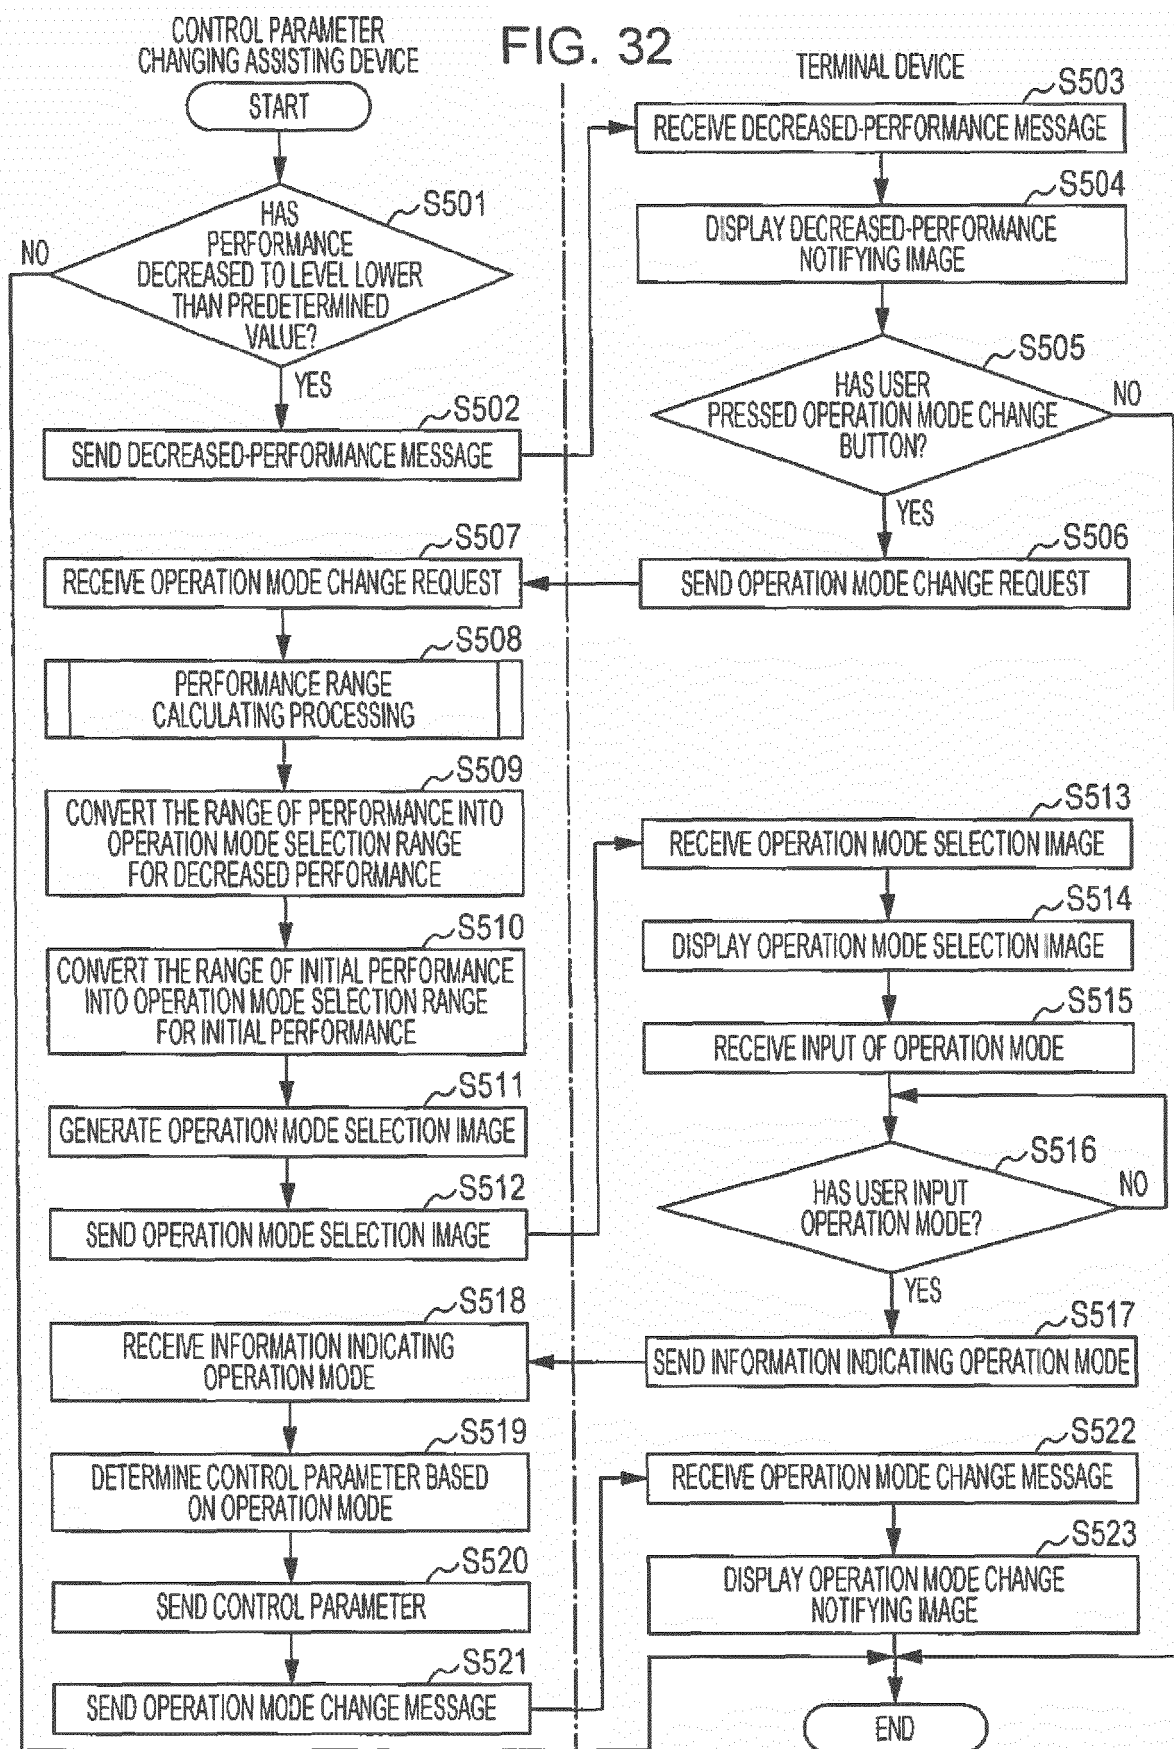 FIG. 32
CONTROL PARAMETER
CHANGING ASSISTING DEVICE
START
S501
HAS
PERFORMANCE
DECREASED TO LEVEL LOWER
THAN PREDETERMINED
VALUE?
NO
YES
S502
SEND DECREASED-PERFORMANCE MESSAGE
TERMINAL DEVICE
S503
RECEIVE DECREASED-PERFORMANCE MESSAGE
S504
DISPLAY DECREASED-PERFORMANCE
NOTIFYING IMAGE
S505
HAS USER
PRESSED OPERATION MODE CHANGE
BUTTON?
NO
YES
S506
SEND OPERATION MODE CHANGE REQUEST
S507
RECEIVE OPERATION MODE CHANGE REQUEST
S508
PERFORMANCE RANGE
CALCULATING PROCESSING
S509
CONVERT THE RANGE OF PERFORMANCE INTO
OPERATION MODE SELECTION RANGE
FOR DECREASED PERFORMANCE
S510
CONVERT THE RANGE OF INITIAL PERFORMANCE
INTO OPERATION MODE SELECTION RANGE
FOR INITIAL PERFORMANCE
S511
GENERATE OPERATION MODE SELECTION IMAGE
S512
SEND OPERATION MODE SELECTION IMAGE
S513
RECEIVE OPERATION MODE SELECTION IMAGE
S514
DISPLAY OPERATION MODE SELECTION IMAGE
S515
RECEIVE INPUT OF OPERATION MODE
S516
HAS USER INPUT
OPERATION MODE?
NO
YES
S517
SEND INFORMATION INDICATING OPERATION MODE
S518
RECEIVE INFORMATION INDICATING
OPERATION MODE
S519
DETERMINE CONTROL PARAMETER BASED
ON OPERATION MODE
S520
SEND CONTROL PARAMETER
S521
SEND OPERATION MODE CHANGE MESSAGE
S522
RECEIVE OPERATION MODE CHANGE MESSAGE
S523
DISPLAY OPERATION MODE CHANGE
NOTIFYING IMAGE
END